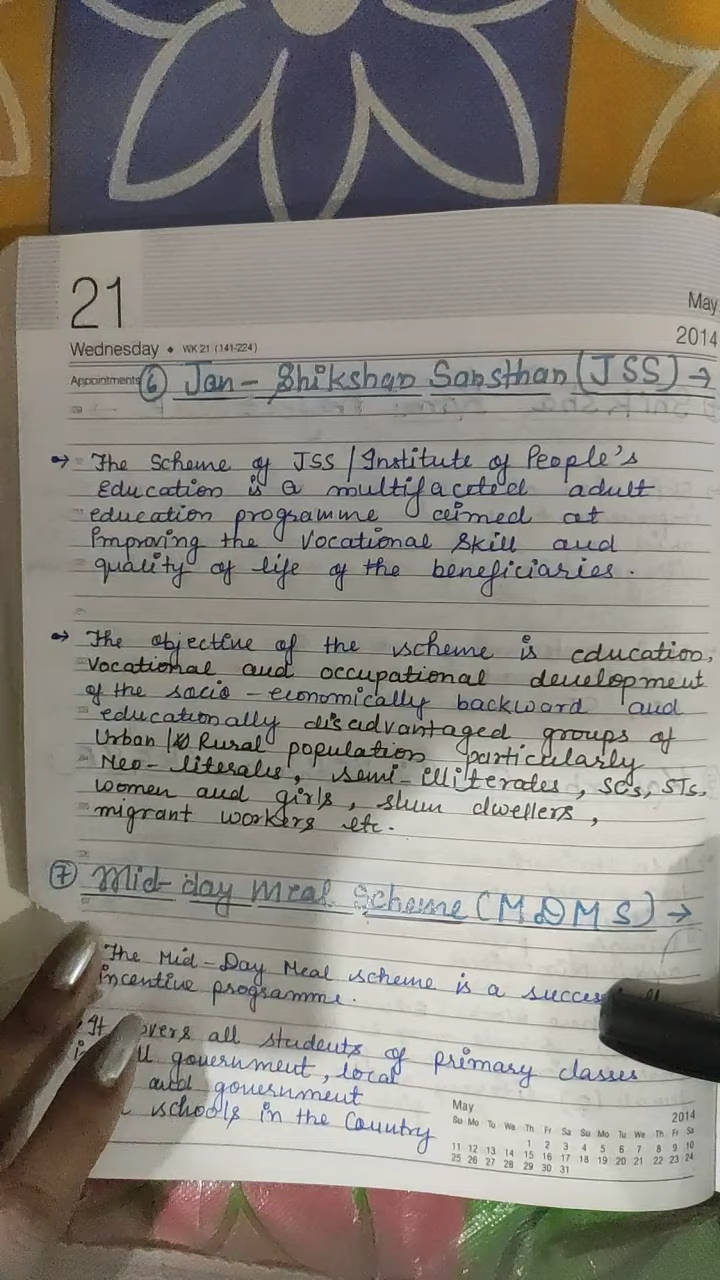 21
May
2014
Wednesday • WK 21 (141-224)
Appointments
⑥ Jan - Shikshan Sansthan (JSS) →
→ The Scheme of JSS / Institute of People's
Education is a multifaceted adult
education programme aimed at
Improving the Vocational Skill and
quality of life of the beneficiaries.
→ The objective of the scheme is education,
Vocational and occupational development
of the socio - economically backward and
educationally disadvantaged groups of
Urban / Rural population particularly
Neo - literates, semi - illiterates, SCs, STs,
women and girls, slum dwellers,
migrant workers etc.
⑦ Mid-day Meal Scheme (MDMS) →
The Mid-Day Meal scheme is a
incentive programme.
It all students of primary classes
government, local
and government
schools in the Country
May 2014
Su Mo Tu We Th Fr Sa Su Mo Tu We Th Fr Sa
1 2 3 4 5 6 7 8 9 10
11 12 13 14 15 16 17 18 19 20 21 22 23 24
25 26 27 28 29 30 31